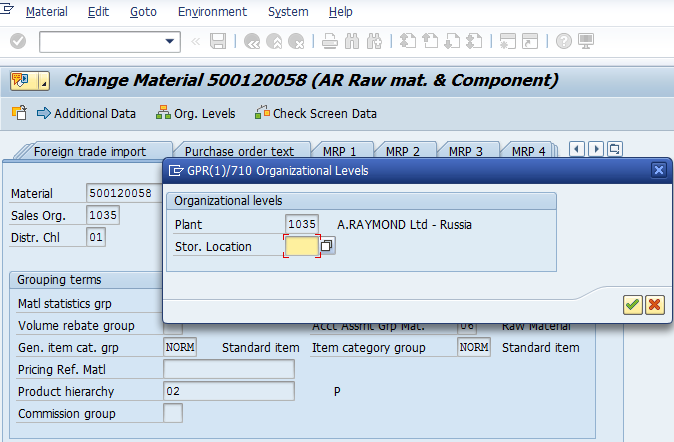 Material Edit Goto Environment System Help
Change Material 500120058 (AR Raw mat. & Component)
Additional Data Org. Levels Check Screen Data
Foreign trade import Purchase order text MRP 1 MRP 2 MRP 3 MRP 4
GPR(1)/710 Organizational Levels
Organizational levels
Plant 1035 A.RAYMOND Ltd - Russia
Stor. Location
Material 500120058
Sales Org. 1035
Distr. Chl 01
Grouping terms
Matl statistics grp
Volume rebate group Acct Assmt Grp Mat. 06 Raw Material
Gen. item cat. grp NORM Standard item Item category group NORM Standard item
Pricing Ref. Matl
Product hierarchy 02 P
Commission group